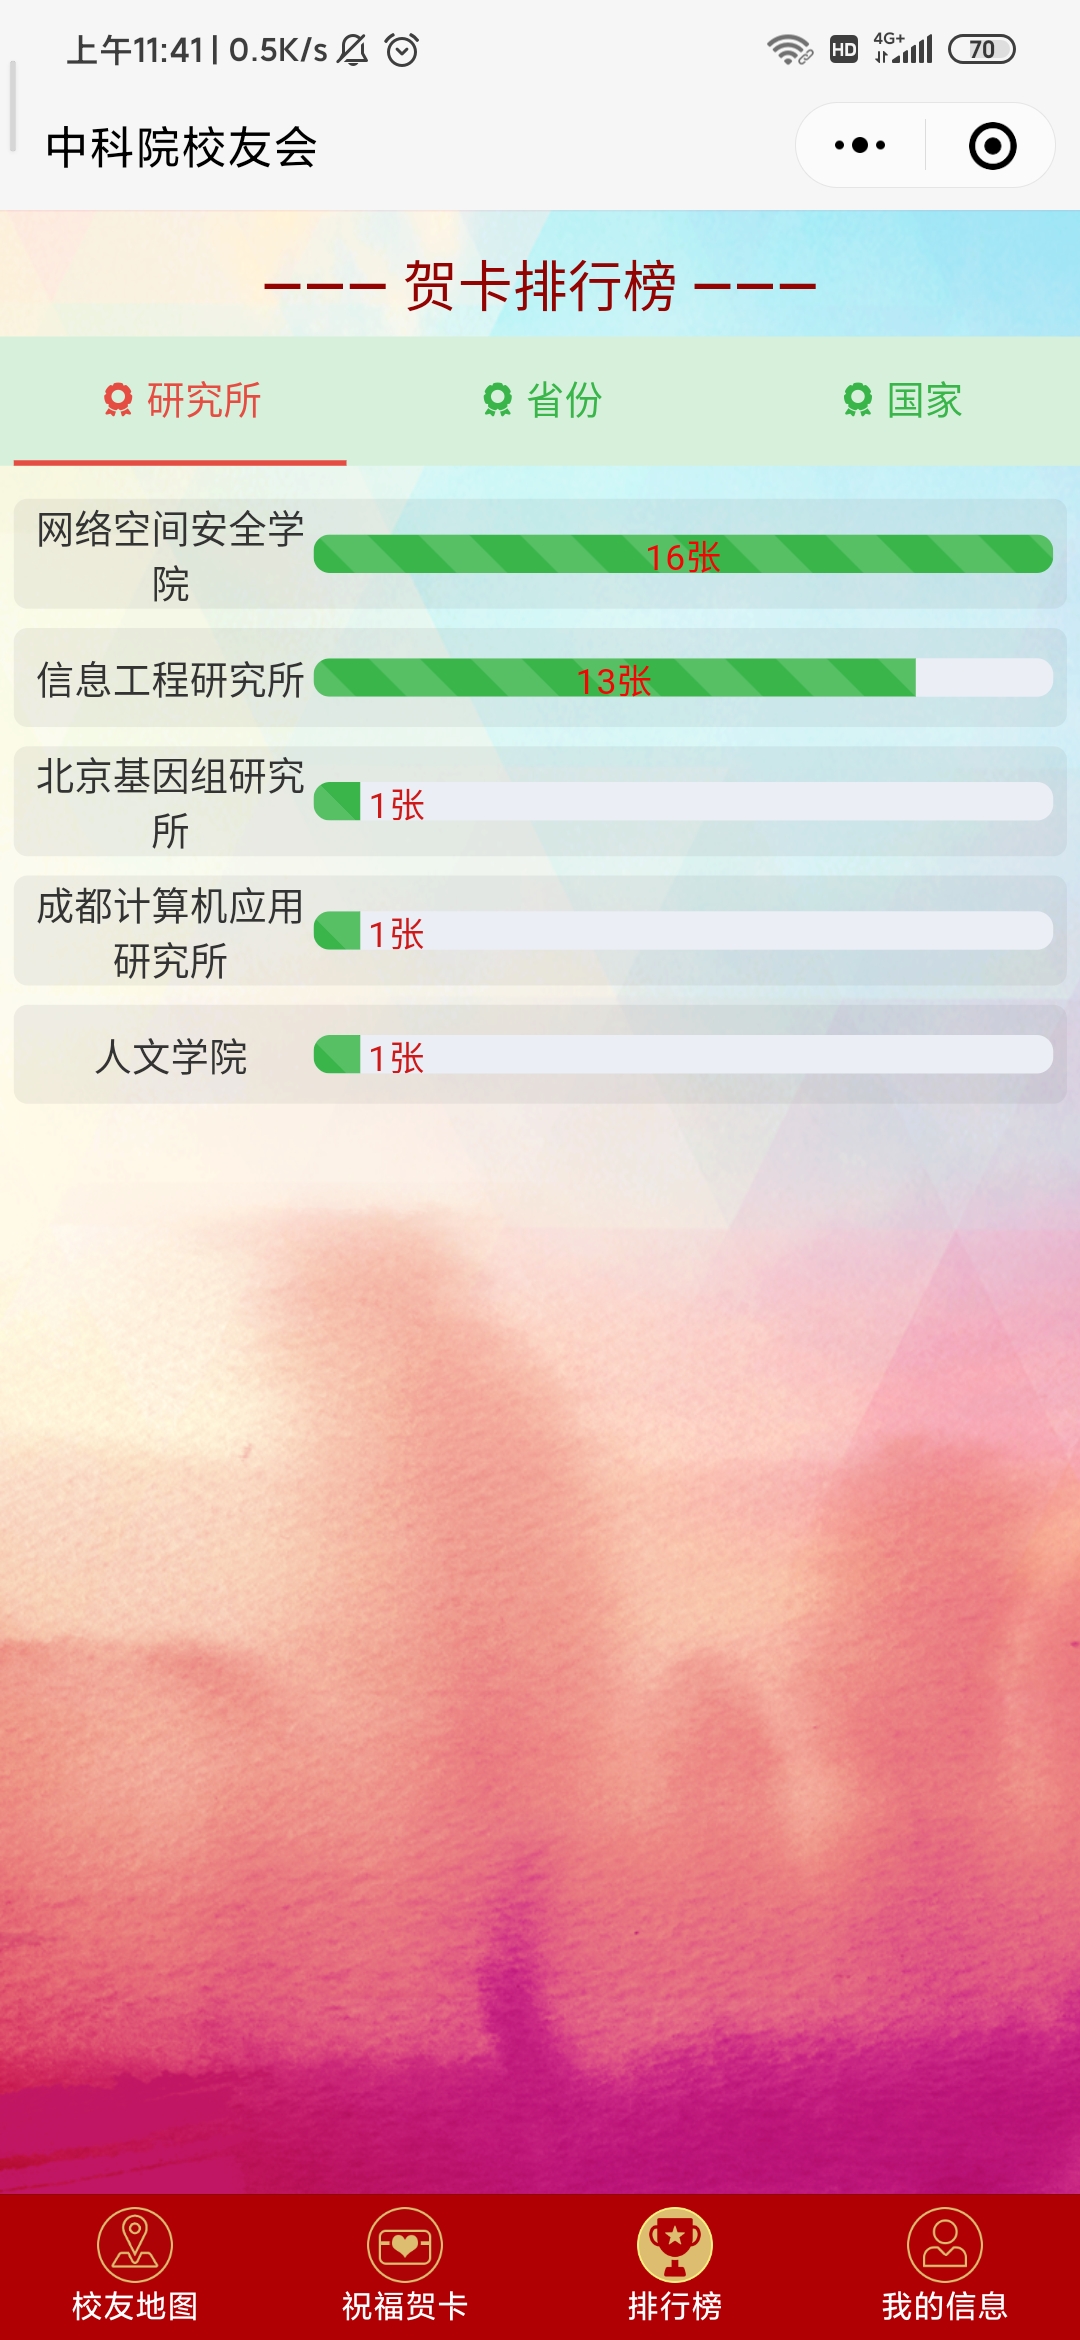 上午11:41 | 0.5K/s
HD 4G+ 70
中科院校友会
——— 贺卡排行榜 ———
研究所 省份 国家
网络空间安全学
院
16张
信息工程研究所 13张
北京基因组研究
所
1张
成都计算机应用
研究所
1张
人文学院 1张
校友地图 祝福贺卡 排行榜 我的信息